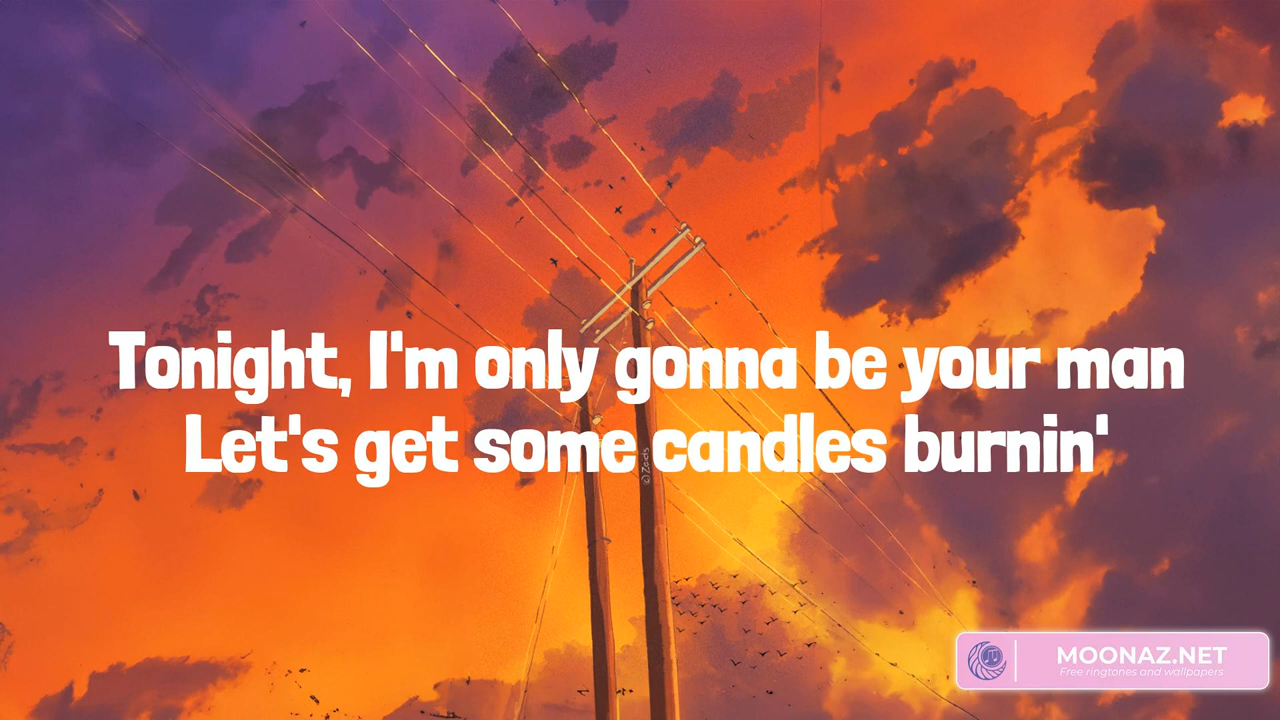 Tonight, I'm only gonna be your man
Let's get some candles burnin'
MOONAZ.NET
Free ringtones and wallpapers